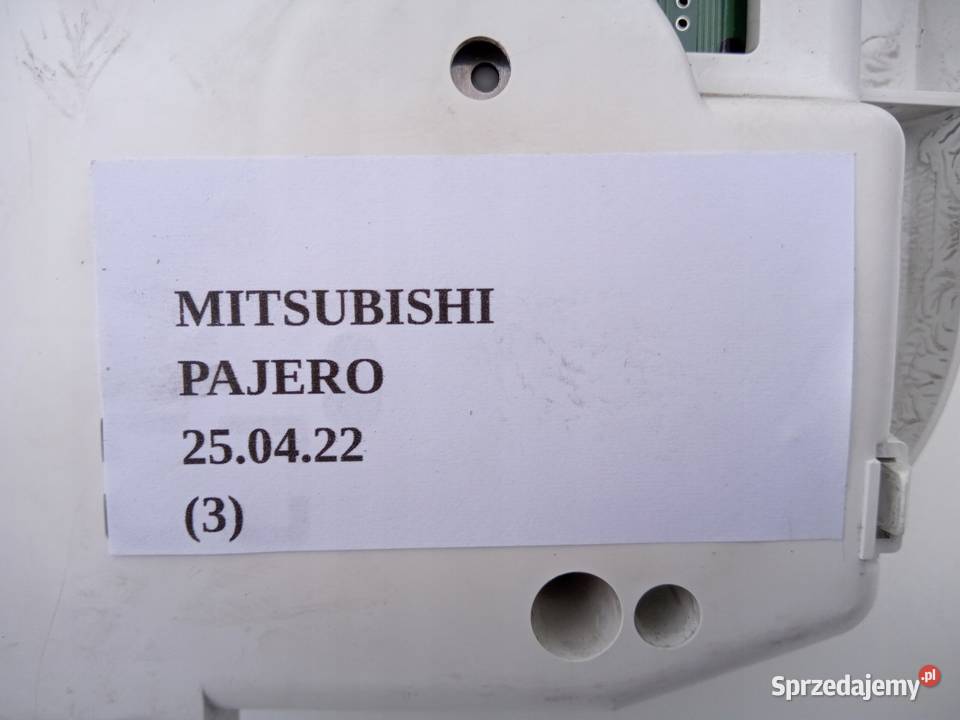 MITSUBISHI
PAJERO
25.04.22
(3)
Sprzedajemy.pl